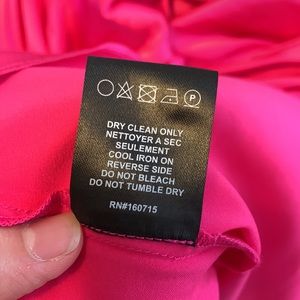 P
DRY CLEAN ONLY
NETTOYER A SEC
SEULEMENT
COOL IRON ON
REVERSE SIDE
DO NOT BLEACH
DO NOT TUMBLE DRY
RN#160715